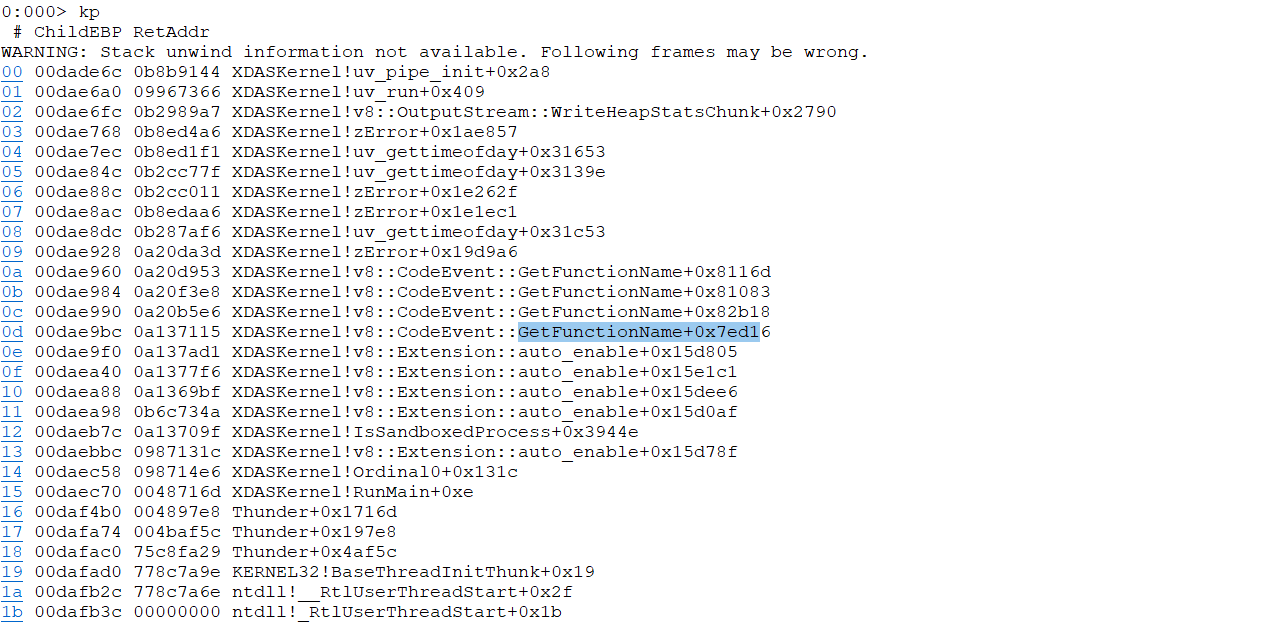 0:000> kp
 # ChildEBP RetAddr
WARNING: Stack unwind information not available. Following frames may be wrong.
00 00dade6c 0b8b9144 XDASKernel!uv_pipe_init+0x2a8
01 00dae6a0 09967366 XDASKernel!uv_run+0x409
02 00dae6fc 0b2989a7 XDASKernel!v8::OutputStream::WriteHeapStatsChunk+0x2790
03 00dae768 0b8ed4a6 XDASKernel!zError+0x1ae857
04 00dae7ec 0b8ed1f1 XDASKernel!uv_gettimeofday+0x31653
05 00dae84c 0b2cc77f XDASKernel!uv_gettimeofday+0x3139e
06 00dae88c 0b2cc011 XDASKernel!zError+0x1e262f
07 00dae8ac 0b8edaa6 XDASKernel!zError+0x1e1ec1
08 00dae8dc 0b287af6 XDASKernel!uv_gettimeofday+0x31c53
09 00dae928 0a20da3d XDASKernel!zError+0x19d9a6
0a 00dae960 0a20d953 XDASKernel!v8::CodeEvent::GetFunctionName+0x8116d
0b 00dae984 0a20f3e8 XDASKernel!v8::CodeEvent::GetFunctionName+0x81083
0c 00dae990 0a20b5e6 XDASKernel!v8::CodeEvent::GetFunctionName+0x82b18
0d 00dae9bc 0a137115 XDASKernel!v8::CodeEvent::GetFunctionName+0x7ed16
0e 00dae9f0 0a137ad1 XDASKernel!v8::Extension::auto_enable+0x15d805
0f 00daea40 0a1377f6 XDASKernel!v8::Extension::auto_enable+0x15e1c1
10 00daea88 0a1369bf XDASKernel!v8::Extension::auto_enable+0x15dee6
11 00daea98 0b6c734a XDASKernel!v8::Extension::auto_enable+0x15d0af
12 00daeb7c 0a13709f XDASKernel!IsSandboxedProcess+0x3944e
13 00daebbc 0987131c XDASKernel!v8::Extension::auto_enable+0x15d78f
14 00daec58 098714e6 XDASKernel!Ordinal0+0x131c
15 00daec70 0048716d XDASKernel!RunMain+0xe
16 00daf4b0 004897e8 Thunder+0x1716d
17 00dafa74 004baf5c Thunder+0x197e8
18 00dafac0 75c8fa29 Thunder+0x4af5c
19 00dafad0 778c7a9e KERNEL32!BaseThreadInitThunk+0x19
1a 00dafb2c 778c7a6e ntdll!__RtlUserThreadStart+0x2f
1b 00dafb3c 00000000 ntdll!_RtlUserThreadStart+0x1b